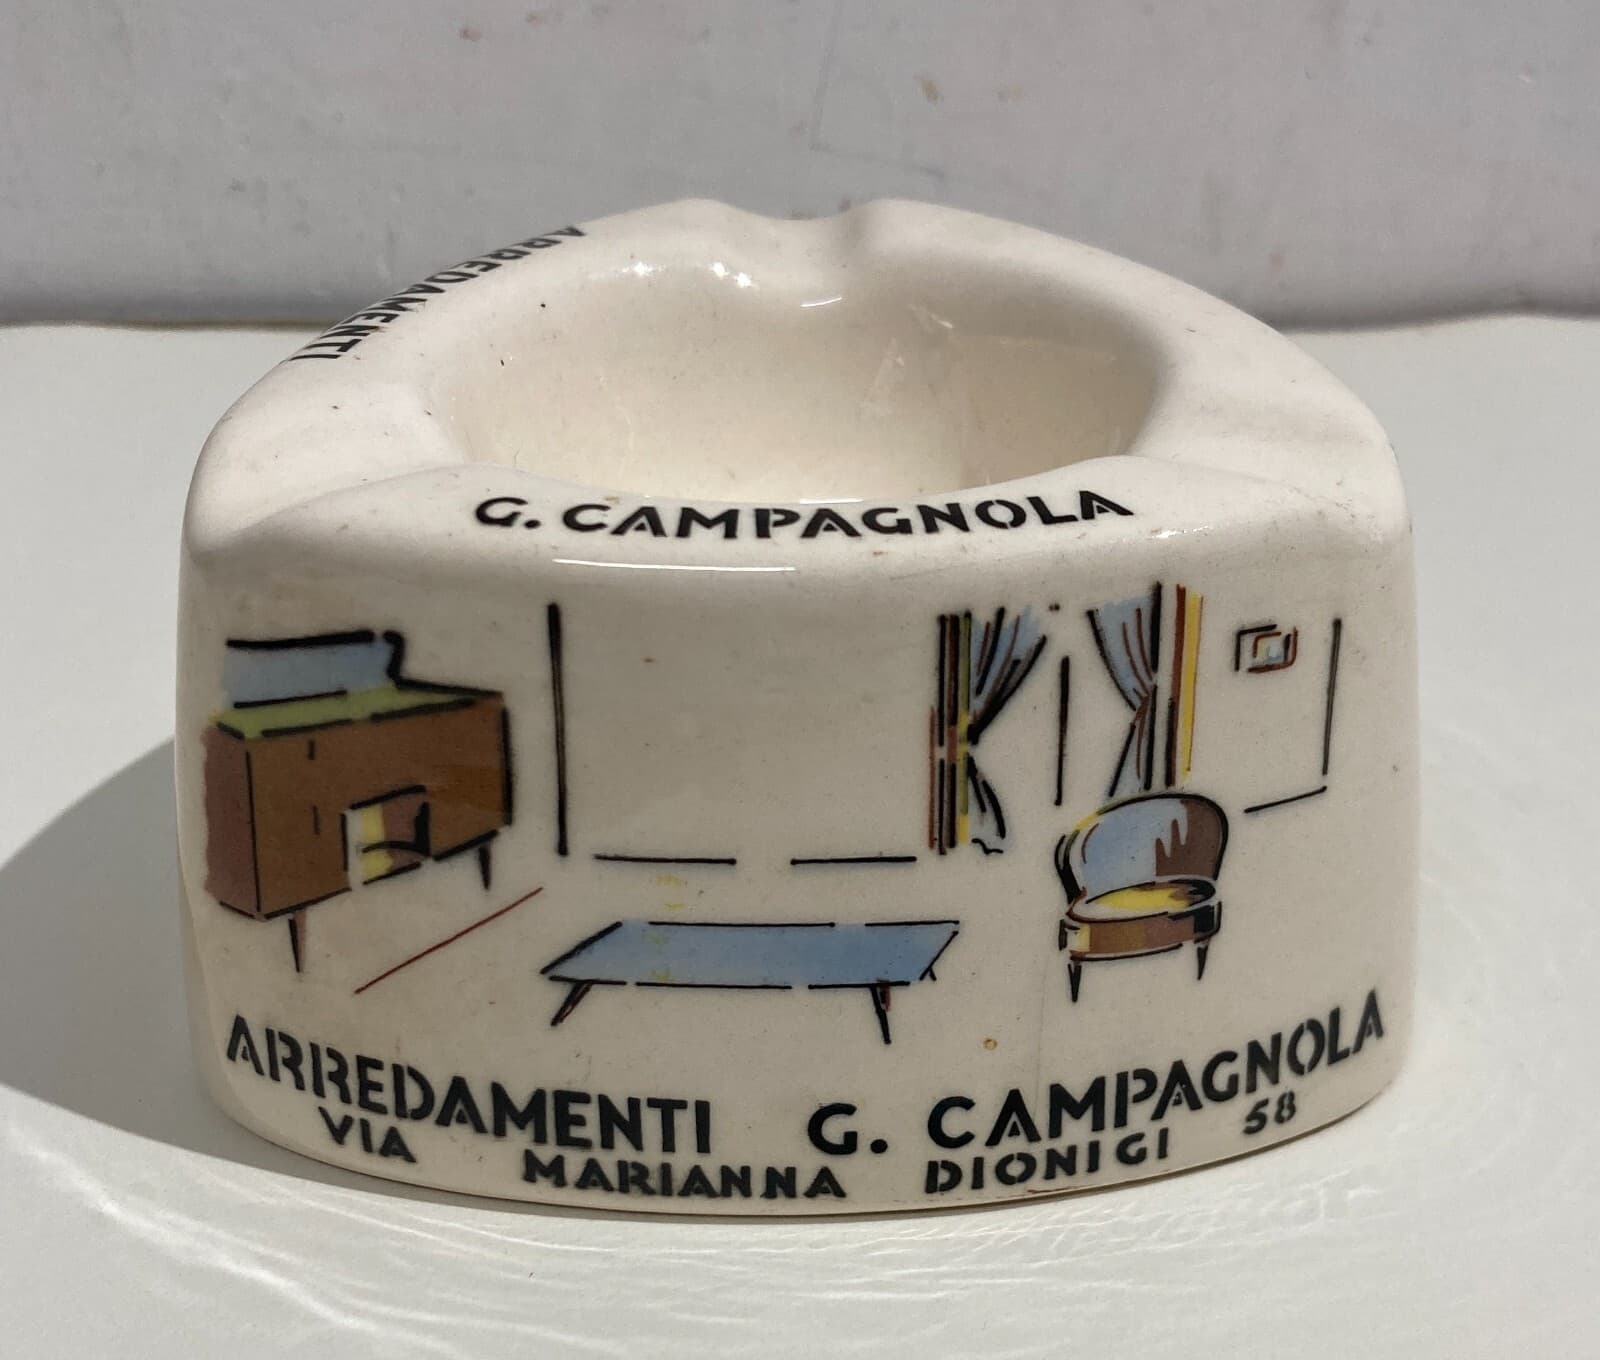 ARREDAMENTI
G. CAMPAGNOLA
ARREDAMENTI G. CAMPAGNOLA
VIA MARIANNA DIONIGI 58